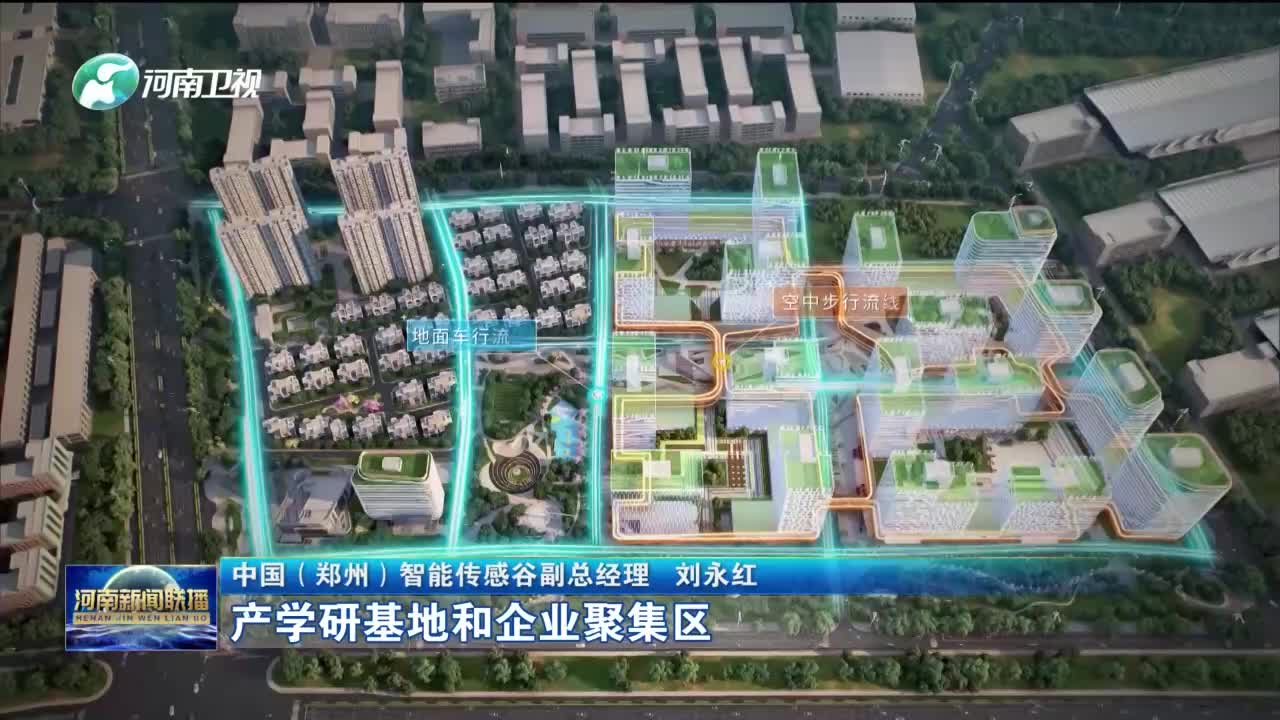 河南卫视
空中步行流线
地面车行流
中国（郑州）智能传感谷副总经理 刘永红
河南新闻联播
HENAN XIN WEN LIAN BO
产学研基地和企业聚集区